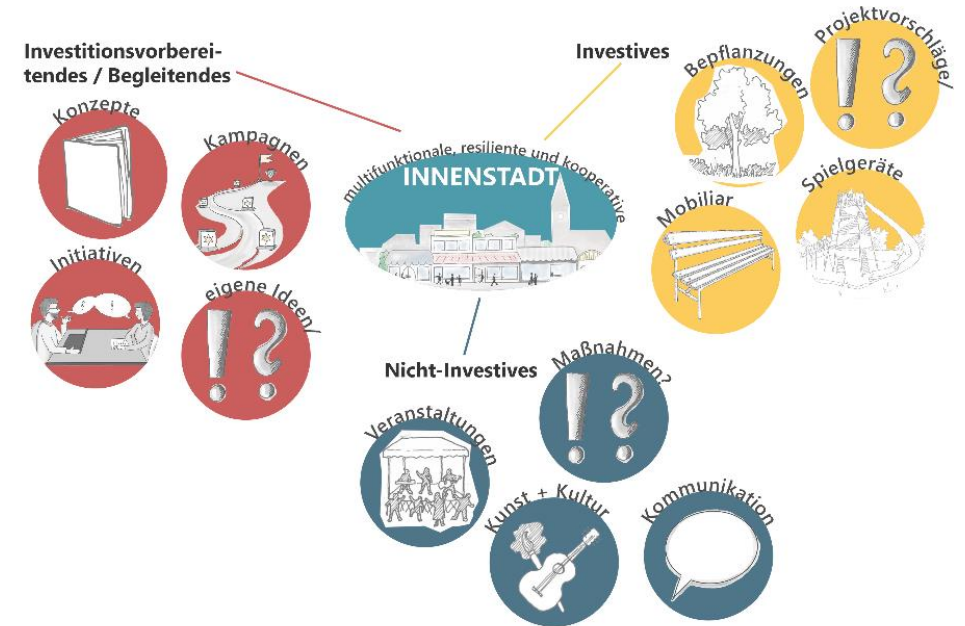 Investitionsvorberei-
tendes / Begleitendes
Konzepte
Kampagnen
Initiativen
eigene Ideen/
multifunktionale, resiliente und kooperative
INNENSTADT
Investives
Bepflanzungen
Projektvorschläge/
Mobiliar
Spielgeräte
Nicht-Investives
Maßnahmen?
Veranstaltungen
Kunst + Kultur
Kommunikation